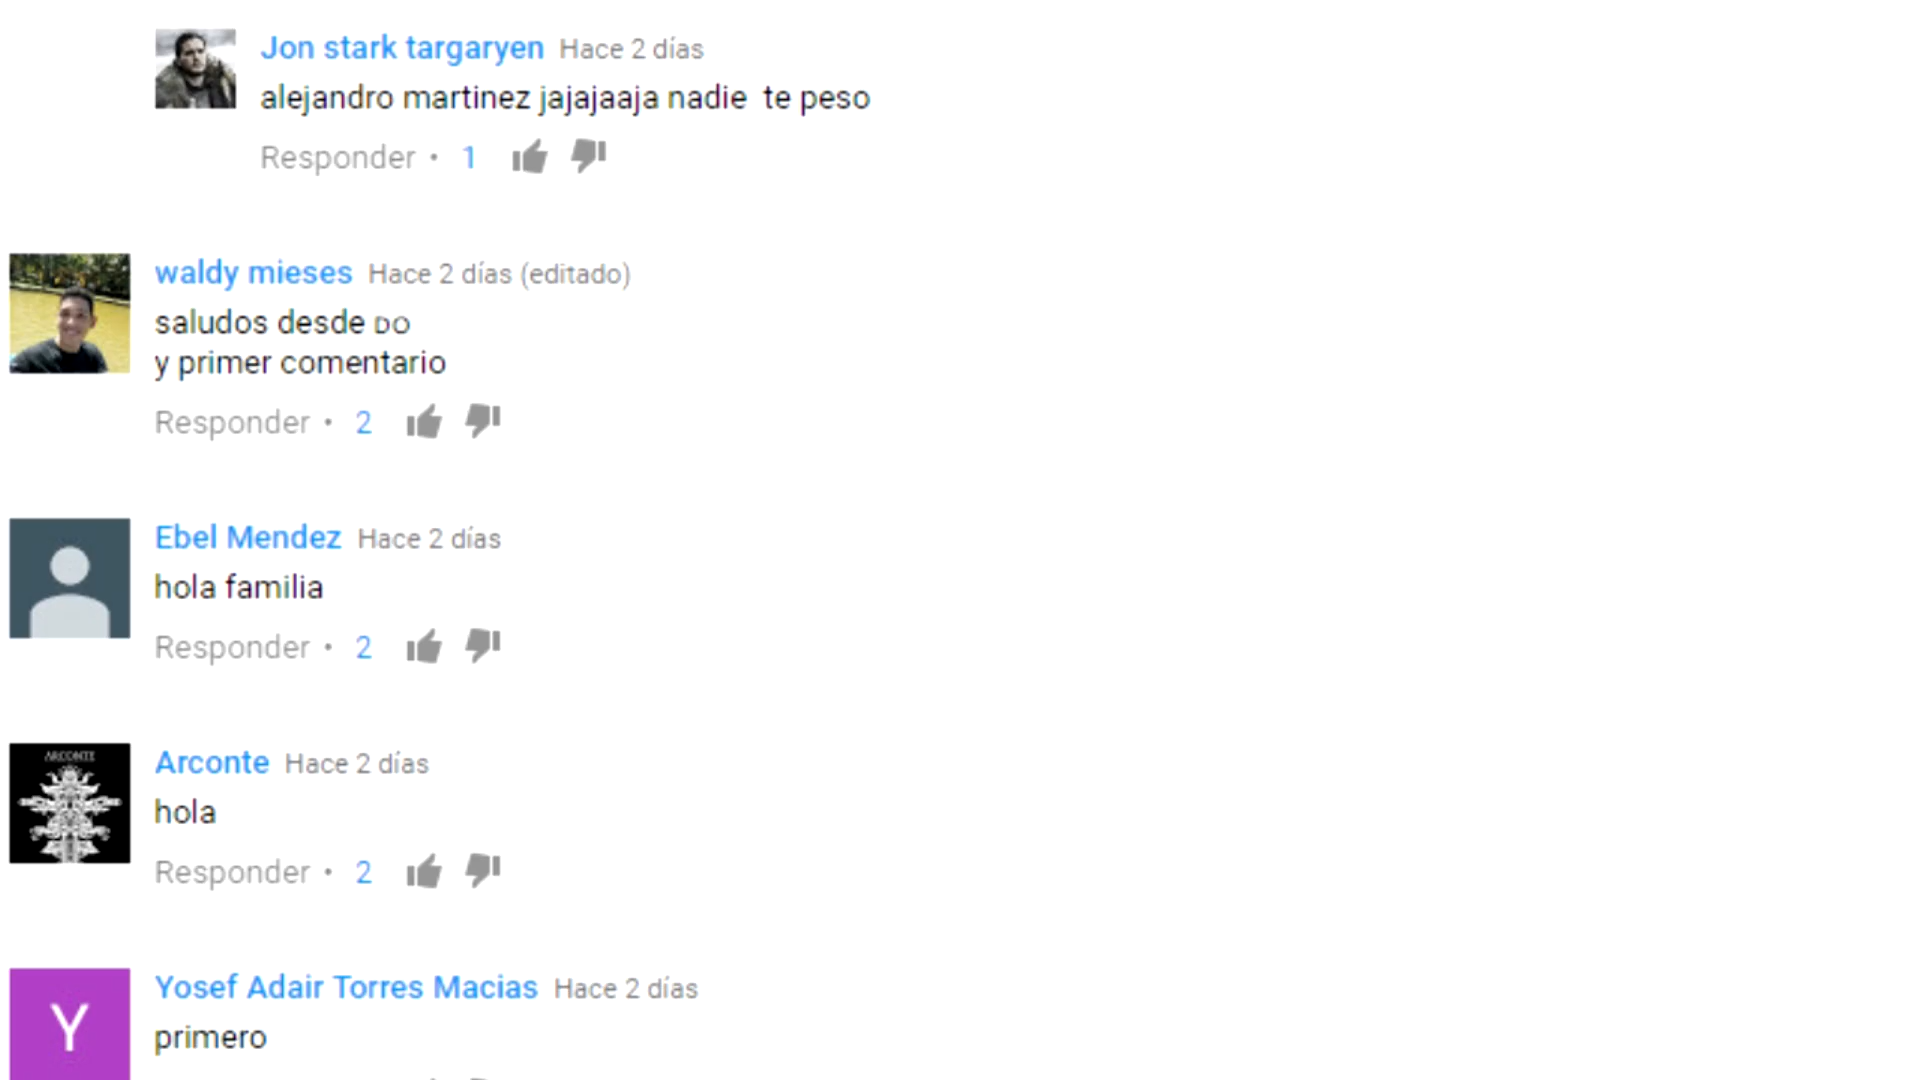 Jon stark targaryen Hace 2 días
alejandro martinez jajajaaja nadie  te peso
Responder • 1
waldy mieses Hace 2 días (editado)
saludos desde DO
y primer comentario
Responder • 2
Ebel Mendez Hace 2 días
hola familia
Responder • 2
ARCONTE
Arconte Hace 2 días
hola
Responder • 2
Y
Yosef Adair Torres Macias Hace 2 días
primero